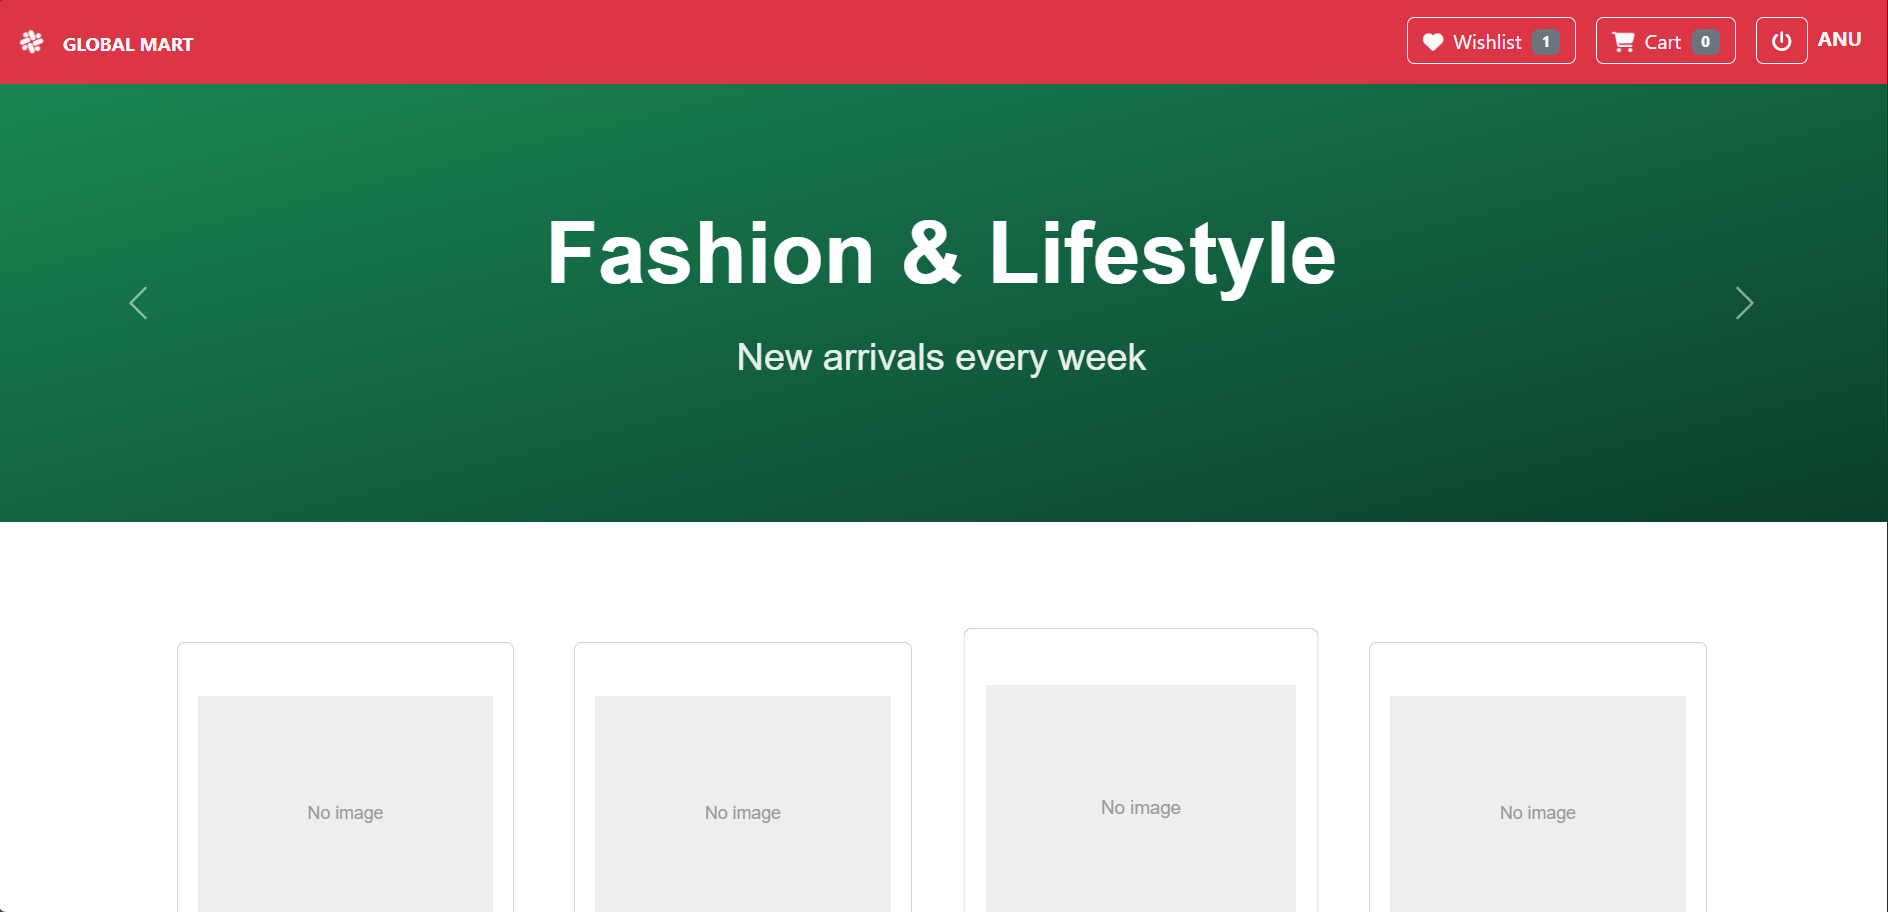 GLOBAL MART
Wishlist 1
Cart 0
ANU
Fashion & Lifestyle
New arrivals every week
No image
No image
No image
No image